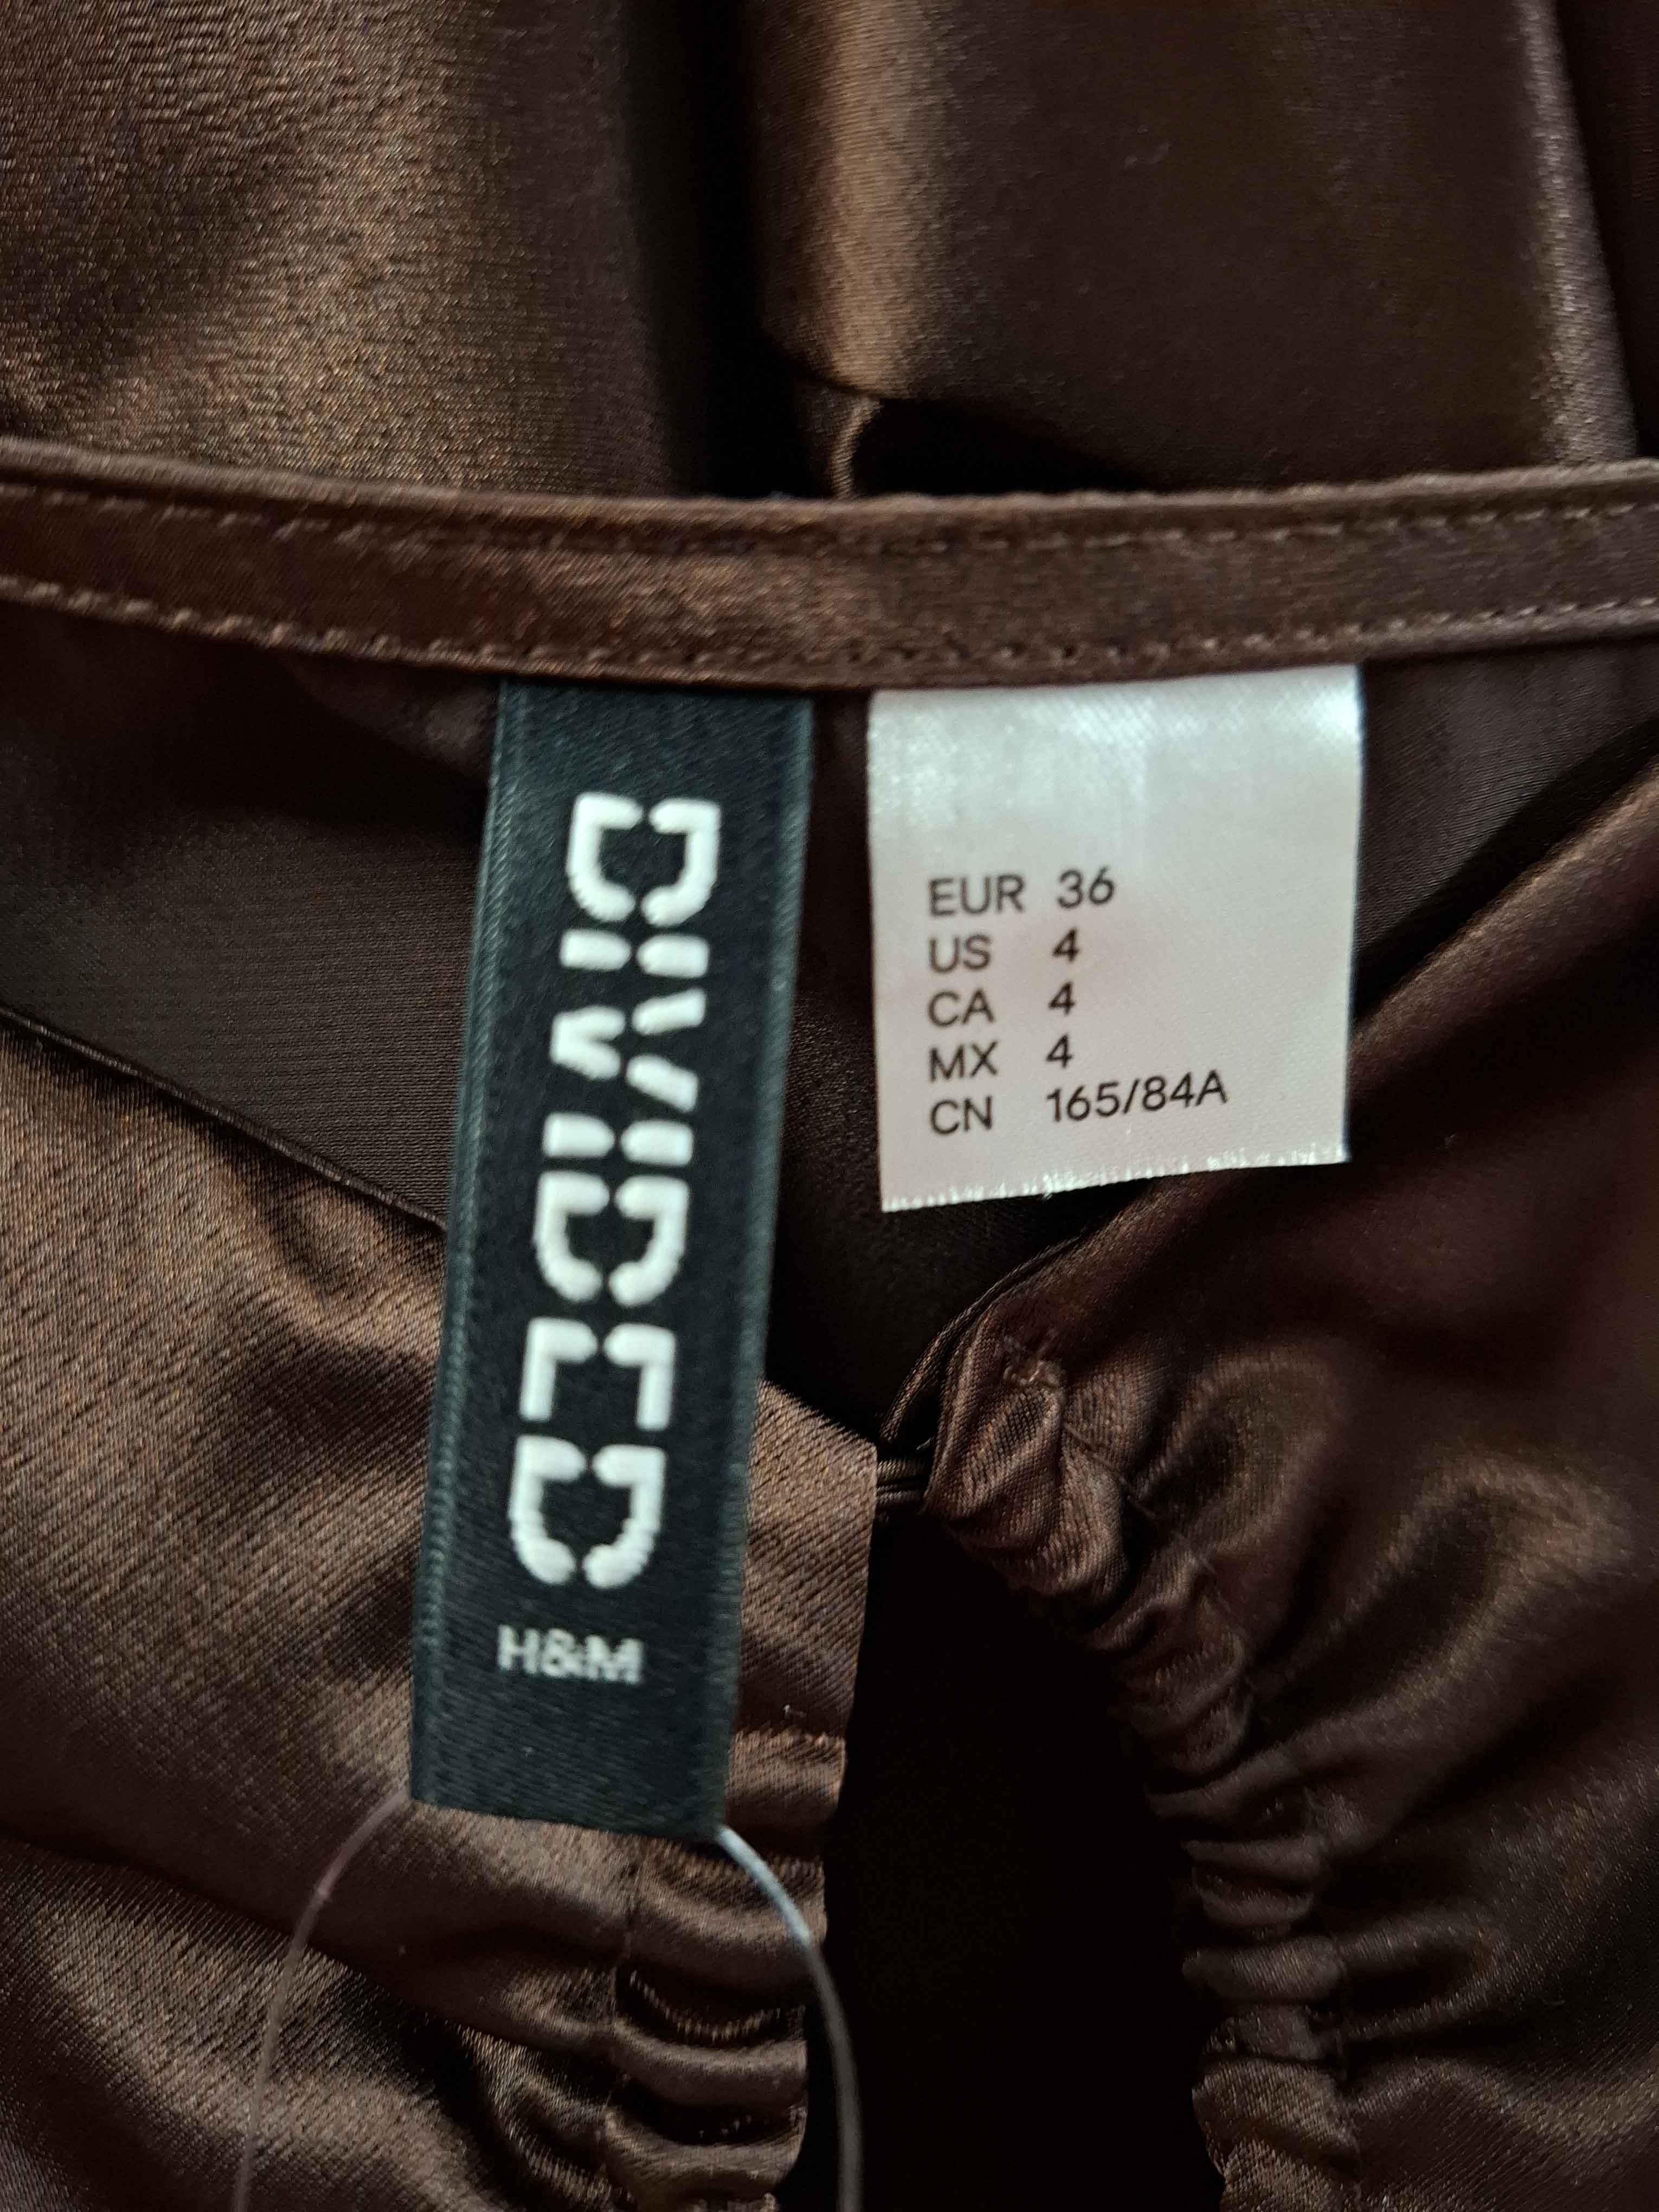 DIVIDED
H&M
EUR 36
US 4
CA 4
MX 4
CN 165/84A